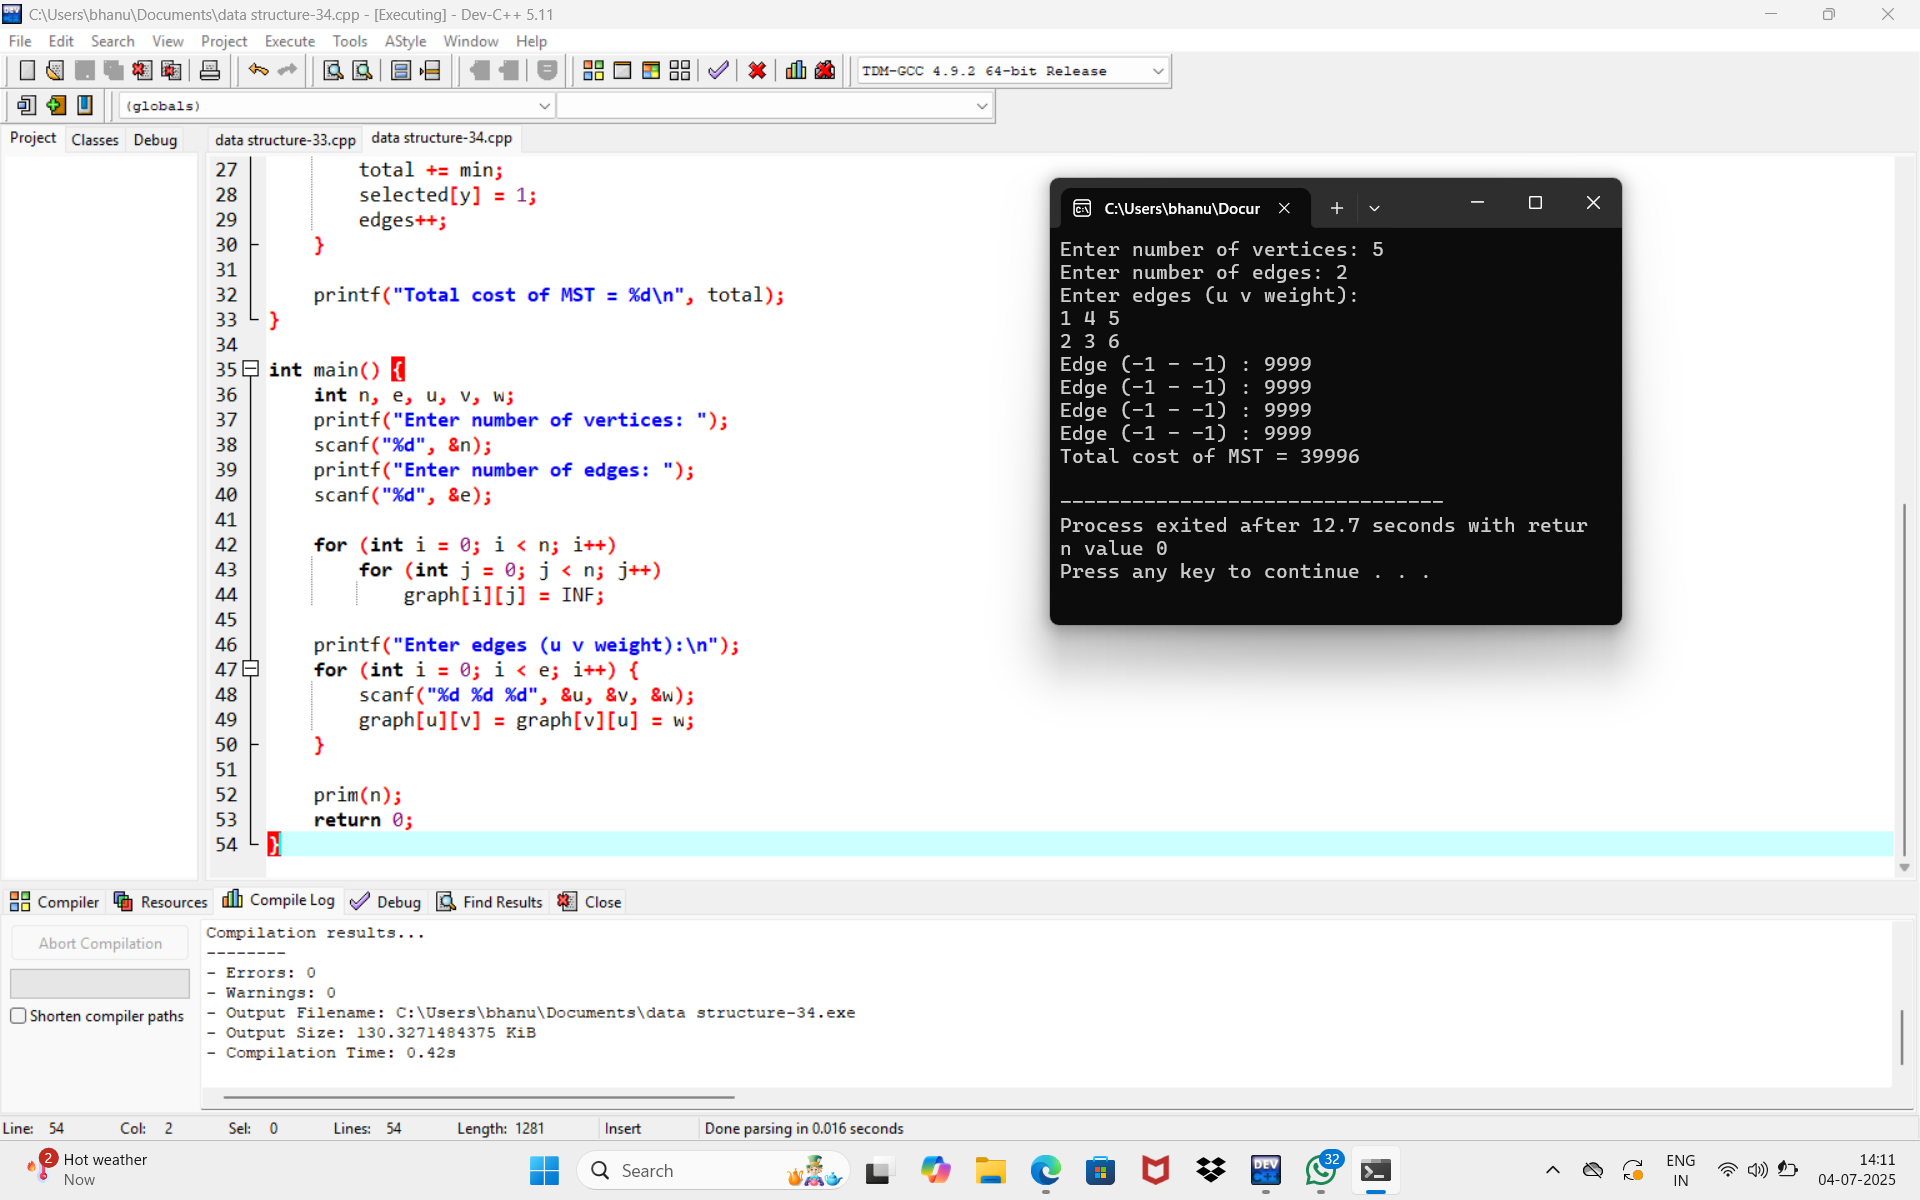 C:\Users\bhanu\Documents\data structure-34.cpp - [Executing] - Dev-C++ 5.11
File Edit Search View Project Execute Tools AStyle Window Help
TDM-GCC 4.9.2 64-bit Release
(globals)
Project Classes Debug data structure-33.cpp data structure-34.cpp
27 total += min;
28 selected[y] = 1;
29 edges++;
30 }
31
32 printf("Total cost of MST = %d\n", total);
33 }
34
35 int main() {
36 int n, e, u, v, w;
37 printf("Enter number of vertices: ");
38 scanf("%d", &n);
39 printf("Enter number of edges: ");
40 scanf("%d", &e);
41
42 for (int i = 0; i < n; i++)
43 for (int j = 0; j < n; j++)
44 graph[i][j] = INF;
45
46 printf("Enter edges (u v weight):\n");
47 for (int i = 0; i < e; i++) {
48 scanf("%d %d %d", &u, &v, &w);
49 graph[u][v] = graph[v][u] = w;
50 }
51
52 prim(n);
53 return 0;
54 }
C:\Users\bhanu\Docur
Enter number of vertices: 5
Enter number of edges: 2
Enter edges (u v weight):
1 4 5
2 3 6
Edge (-1 - -1) : 9999
Edge (-1 - -1) : 9999
Edge (-1 - -1) : 9999
Edge (-1 - -1) : 9999
Total cost of MST = 39996
--------------------------------
Process exited after 12.7 seconds with retur
n value 0
Press any key to continue . . .
Compiler Resources Compile Log Debug Find Results Close
Abort Compilation
Shorten compiler paths
Compilation results...
--------
- Errors: 0
- Warnings: 0
- Output Filename: C:\Users\bhanu\Documents\data structure-34.exe
- Output Size: 130.3271484375 KiB
- Compilation Time: 0.42s
Line: 54 Col: 2 Sel: 0 Lines: 54 Length: 1281 Insert Done parsing in 0.016 seconds
2 Hot weather
Now
Search
DEV
32
ENG
IN
14:11
04-07-2025